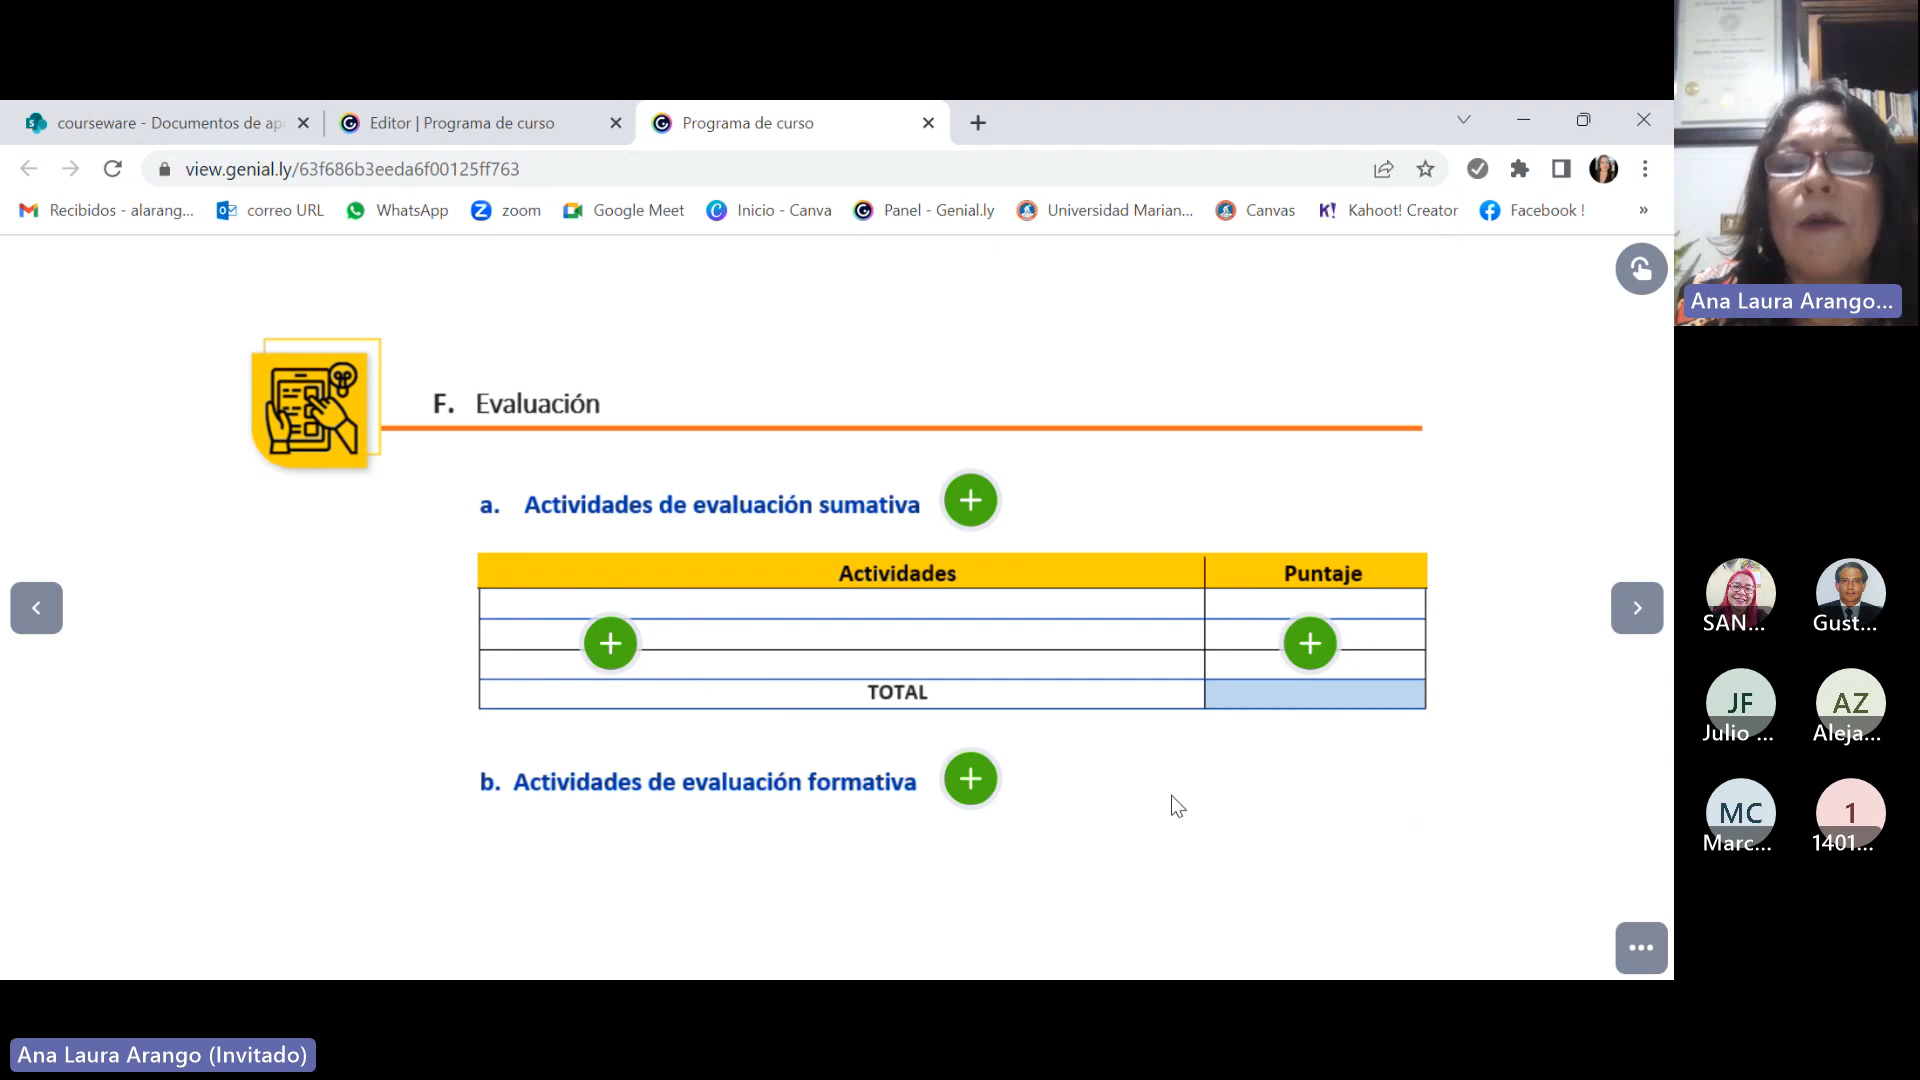 courseware - Documentos de ap
Editor | Programa de curso
Programa de curso
view.genial.ly/63f686b3eeda6f00125ff763
Recibidos - alarang...
correo URL
WhatsApp
zoom
Google Meet
Inicio - Canva
Panel - Genial.ly
Universidad Marian...
Canvas
Kahoot! Creator
Facebook !
»
Ana Laura Arango...
F. Evaluación
a. Actividades de evaluación sumativa
Actividades Puntaje
TOTAL
b. Actividades de evaluación formativa
SAN...
Gust...
JF
Julio ...
AZ
Aleja...
MC
Marc...
1
1401...
Ana Laura Arango (Invitado)